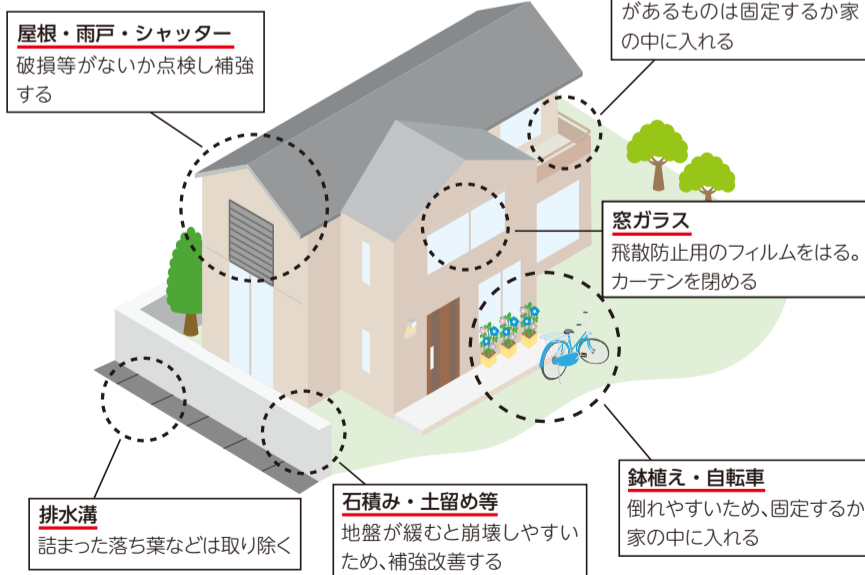 屋根・雨戸・シャッター
破損等がないか点検し補強
する
があるものは固定するか家
の中に入れる
窓ガラス
飛散防止用のフィルムをはる。
カーテンを閉める
鉢植え・自転車
倒れやすいため、固定するか
家の中に入れる
石積み・土留め等
地盤が緩むと崩壊しやすい
ため、補強改善する
排水溝
詰まった落ち葉などは取り除く